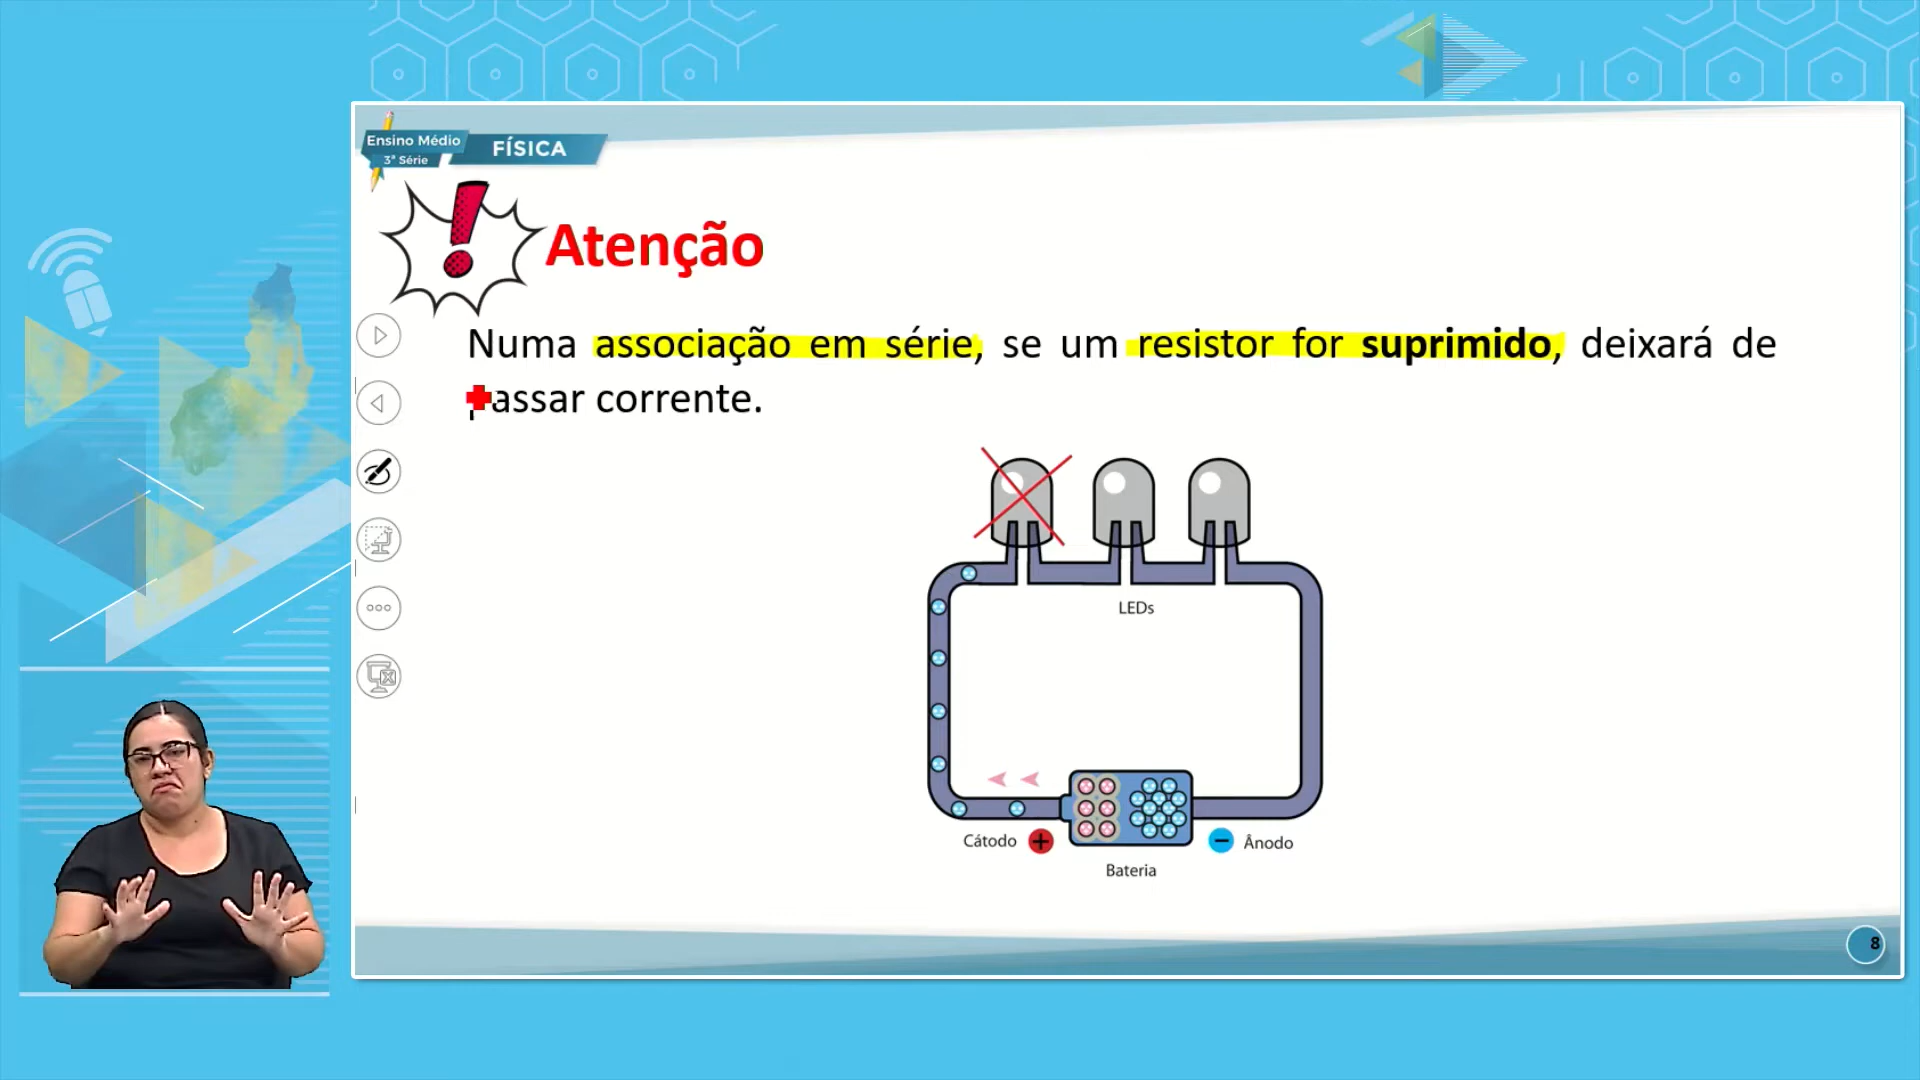 Ensino Médio
3ª Série
FÍSICA
Atenção
Numa associação em série, se um resistor for suprimido, deixará de
passar corrente.
LEDs
Cátodo +
− Ânodo
Bateria
8